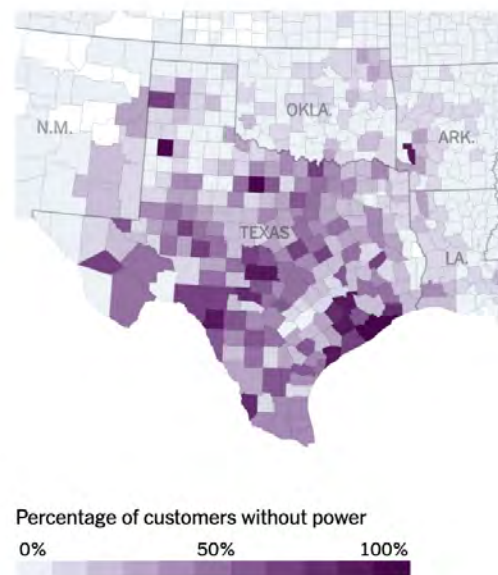 OKLA.
N.M.
ARK.
TEXAS
LA.
Percentage of customers without power
0% 50% 100%